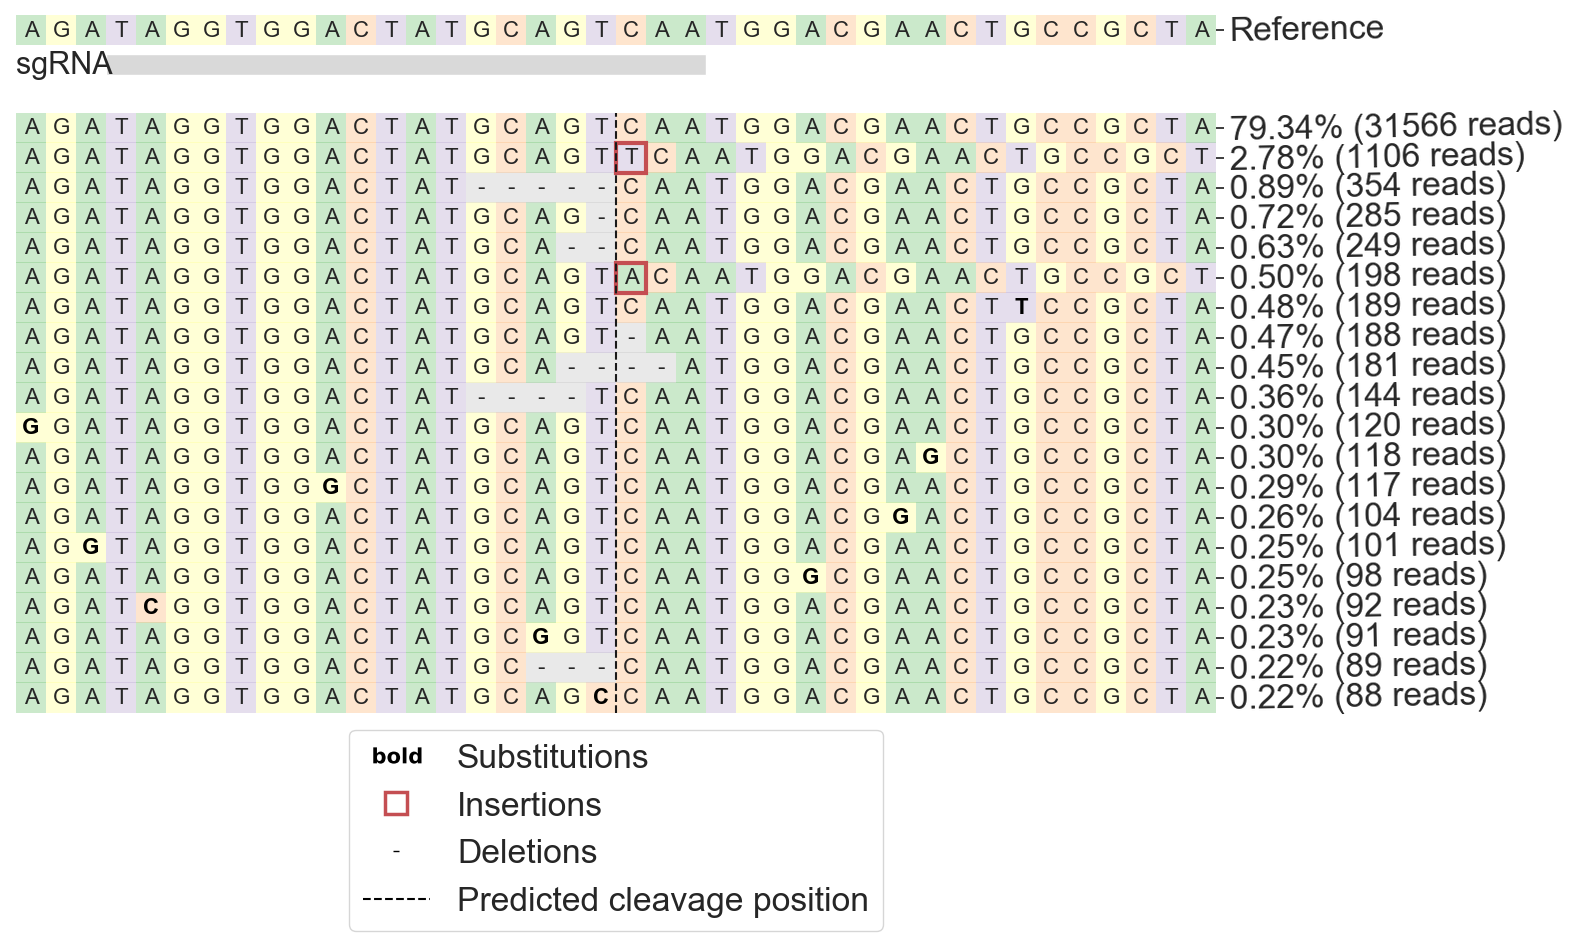 A G A T A G G T G G A C T A T G C A G T C A A T G G A C G A A C T G C C G C T A Reference
sgRNA
A G A T A G G T G G A C T A T G C A G T C A A T G G A C G A A C T G C C G C T A 79.34% (31566 reads)
A G A T A G G T G G A C T A T G C A G T T C A A T G G A C G A A C T G C C G C T 2.78% (1106 reads)
A G A T A G G T G G A C T A T - - - - - C A A T G G A C G A A C T G C C G C T A 0.89% (354 reads)
A G A T A G G T G G A C T A T G C A G - C A A T G G A C G A A C T G C C G C T A 0.72% (285 reads)
A G A T A G G T G G A C T A T G C A - - C A A T G G A C G A A C T G C C G C T A 0.63% (249 reads)
A G A T A G G T G G A C T A T G C A G T A C A A T G G A C G A A C T G C C G C T 0.50% (198 reads)
A G A T A G G T G G A C T A T G C A G T C A A T G G A C G A A C T T C C G C T A 0.48% (189 reads)
A G A T A G G T G G A C T A T G C A G T - A A T G G A C G A A C T G C C G C T A 0.47% (188 reads)
A G A T A G G T G G A C T A T G C A - - - - A T G G A C G A A C T G C C G C T A 0.45% (181 reads)
A G A T A G G T G G A C T A T - - - - T C A A T G G A C G A A C T G C C G C T A 0.36% (144 reads)
G G A T A G G T G G A C T A T G C A G T C A A T G G A C G A A C T G C C G C T A 0.30% (120 reads)
A G A T A G G T G G A C T A T G C A G T C A A T G G A C G A G C T G C C G C T A 0.30% (118 reads)
A G A T A G G T G G G C T A T G C A G T C A A T G G A C G A A C T G C C G C T A 0.29% (117 reads)
A G A T A G G T G G A C T A T G C A G T C A A T G G A C G G A C T G C C G C T A 0.26% (104 reads)
A G G T A G G T G G A C T A T G C A G T C A A T G G A C G A A C T G C C G C T A 0.25% (101 reads)
A G A T A G G T G G A C T A T G C A G T C A A T G G G C G A A C T G C C G C T A 0.25% (98 reads)
A G A T C G G T G G A C T A T G C A G T C A A T G G A C G A A C T G C C G C T A 0.23% (92 reads)
A G A T A G G T G G A C T A T G C G G T C A A T G G A C G A A C T G C C G C T A 0.23% (91 reads)
A G A T A G G T G G A C T A T G C - - - C A A T G G A C G A A C T G C C G C T A 0.22% (89 reads)
A G A T A G G T G G A C T A T G C A G C C A A T G G A C G A A C T G C C G C T A 0.22% (88 reads)
bold Substitutions
Insertions
- Deletions
Predicted cleavage position